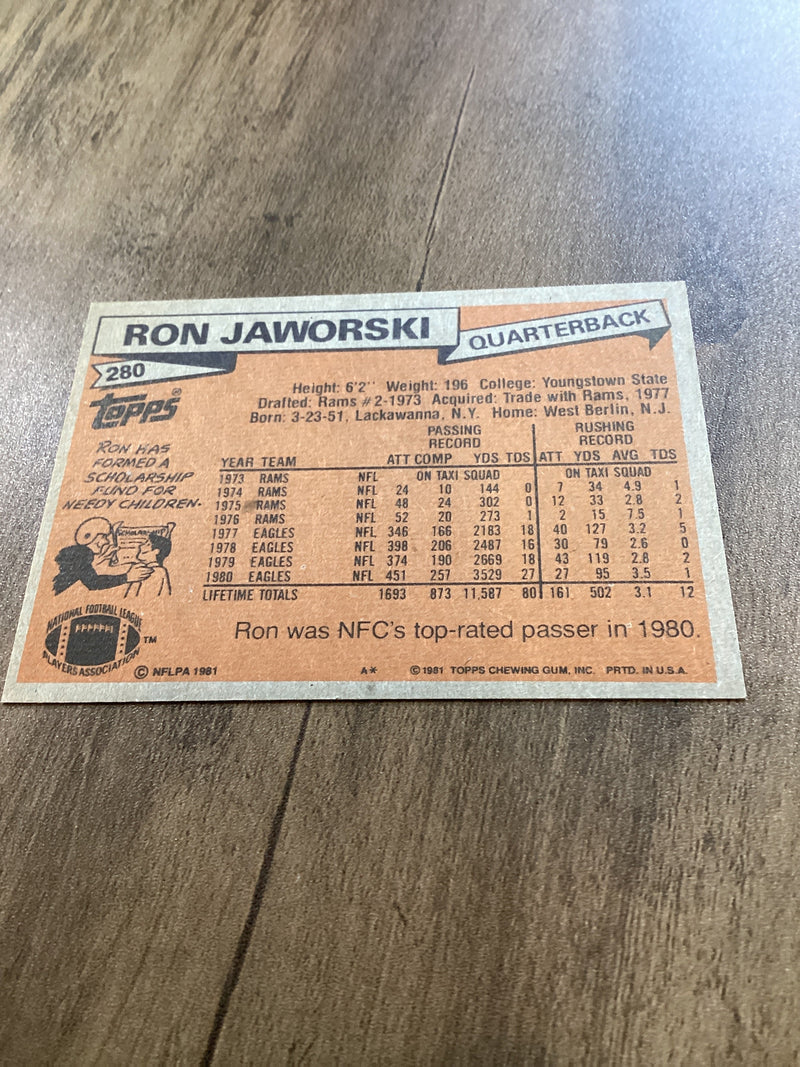 RON JAWORSKI QUARTERBACK
280
Topps®
Height: 6'2" Weight: 196 College: Youngstown State
Drafted: Rams #2-1973 Acquired: Trade with Rams, 1977
Born: 3-23-51, Lackawanna, N.Y. Home: West Berlin, N.J.
RON HAS
FORMED A
SCHOLARSHIP
FUND FOR
NEEDY CHILDREN.
SCHOLARSHIP
PASSING RECORD RUSHING RECORD
YEAR TEAM ATT COMP YDS TDS ATT YDS AVG TDS
1973 RAMS NFL ON TAXI SQUAD ON TAXI SQUAD
1974 RAMS NFL 24 10 144 0 7 34 4.9 1
1975 RAMS NFL 48 24 302 0 12 33 2.8 2
1976 RAMS NFL 52 20 273 1 2 15 7.5 1
1977 EAGLES NFL 346 166 2183 18 40 127 3.2 5
1978 EAGLES NFL 398 206 2487 16 30 79 2.6 0
1979 EAGLES NFL 374 190 2669 18 43 119 2.8 2
1980 EAGLES NFL 451 257 3529 27 27 95 3.5 1
LIFETIME TOTALS 1693 873 11,587 80 161 502 3.1 12
Ron was NFC's top-rated passer in 1980.
NATIONAL FOOTBALL LEAGUE
PLAYERS ASSOCIATION
TM
© NFLPA 1981 A* © 1981 TOPPS CHEWING GUM, INC. PRTD. IN U.S.A.